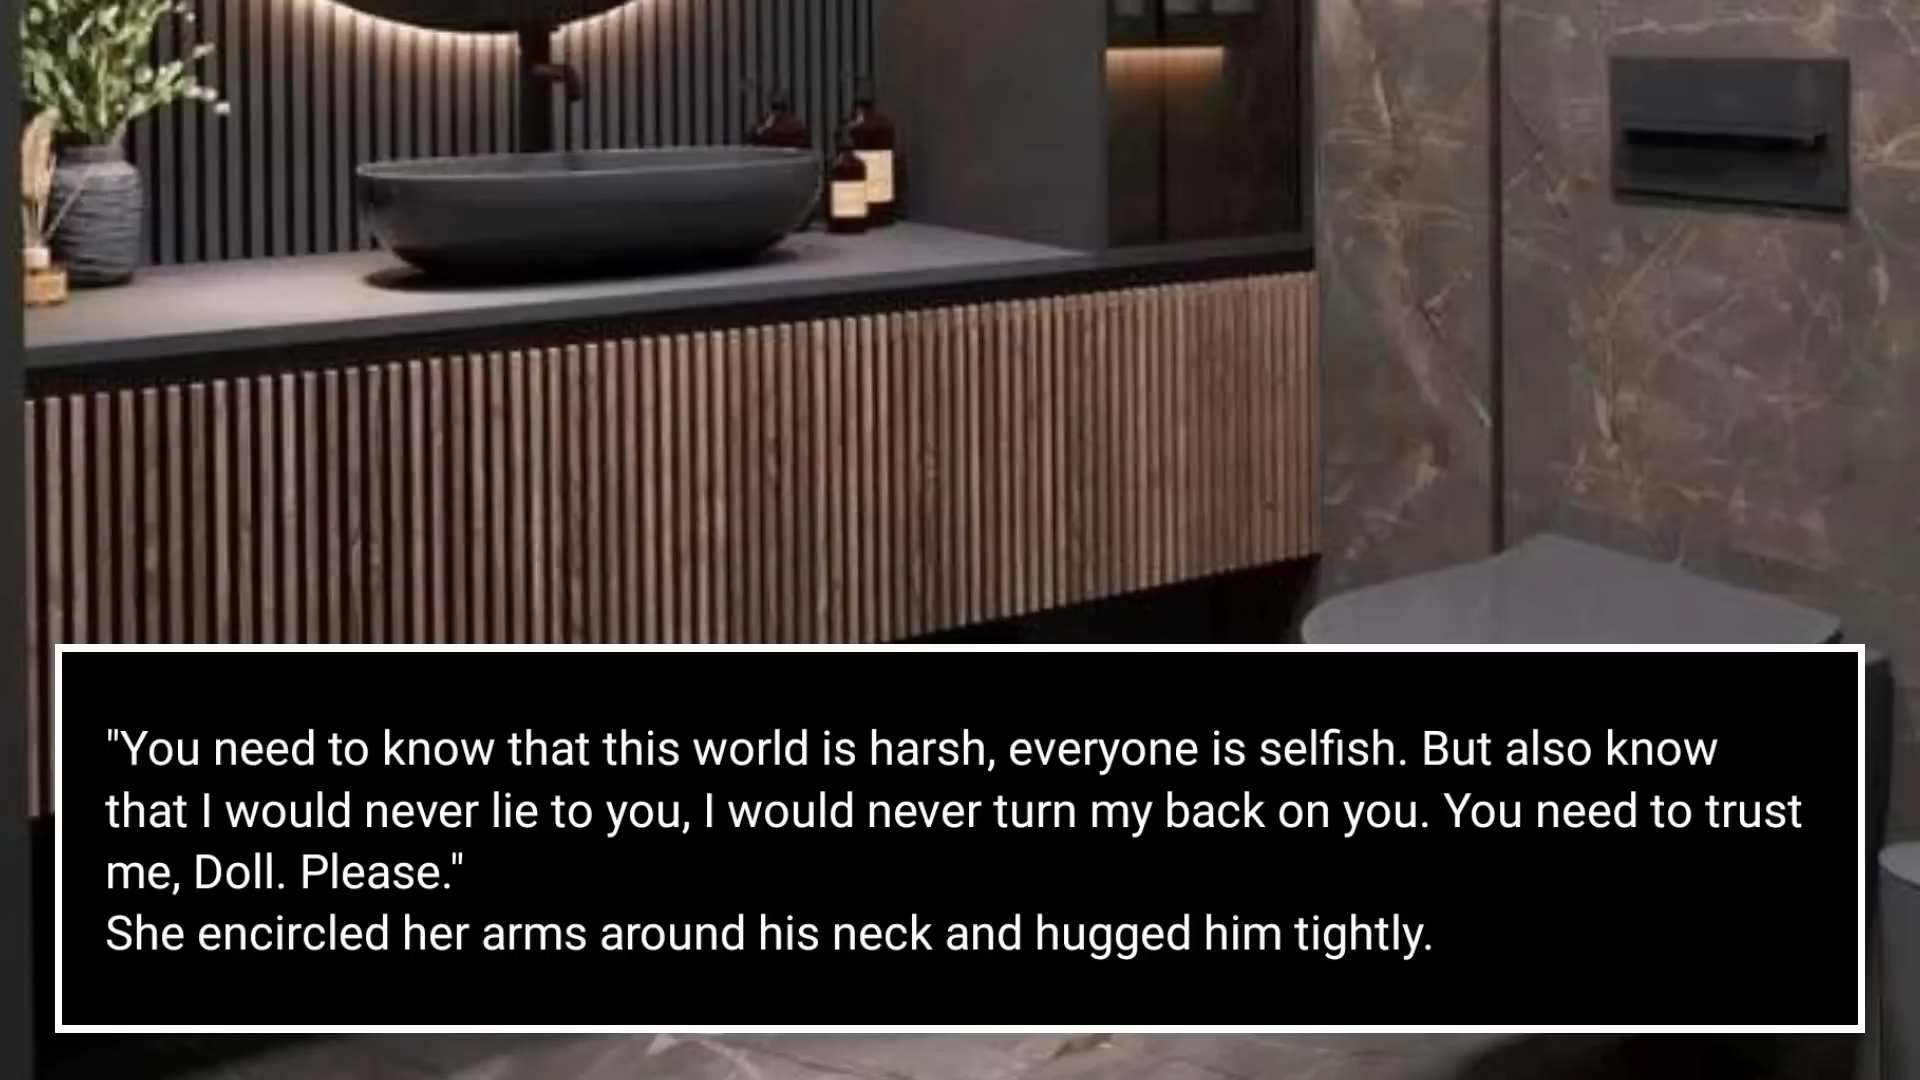 "You need to know that this world is harsh, everyone is selfish. But also know
that I would never lie to you, I would never turn my back on you. You need to trust
me, Doll. Please."
She encircled her arms around his neck and hugged him tightly.